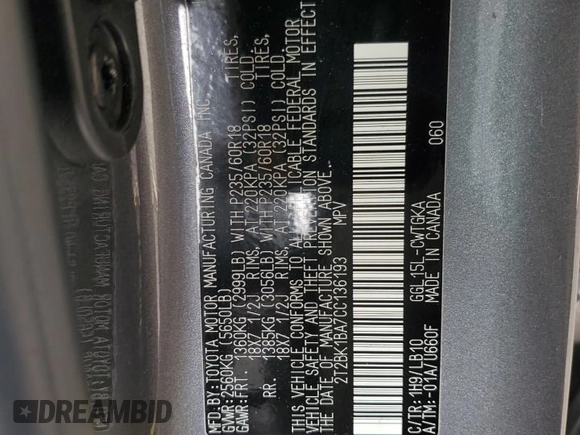 MFD. BY: TOYOTA MOTOR MANUFACTURING CANADA INC.
GVWR: 2560KG (5650LB)
GAWR: FRT. 1360KG (2999LB) WITH P235/60R18 TIRES,
18X7 1/2J RIMS, AT 220KPA (32PSI) COLD
RR. 1385KG (3056LB) WITH P235/60R18 TIRES,
18X7 1/2J RIMS, AT 220KPA (32PSI) COLD
THIS VEHICLE CONFORMS TO ALL APPLICABLE FEDERAL MOTOR
VEHICLE SAFETY AND THEFT PREVENTION STANDARDS IN EFFECT
ON THE DATE OF MANUFACTURE SHOWN ABOVE.
2T2BK1BA7CC136193 MPV
C/TR: 1H9/LB10 GGL15L-CWTGKA 060
A/TM: -01A/U660F MADE IN CANADA
DIDIFAX